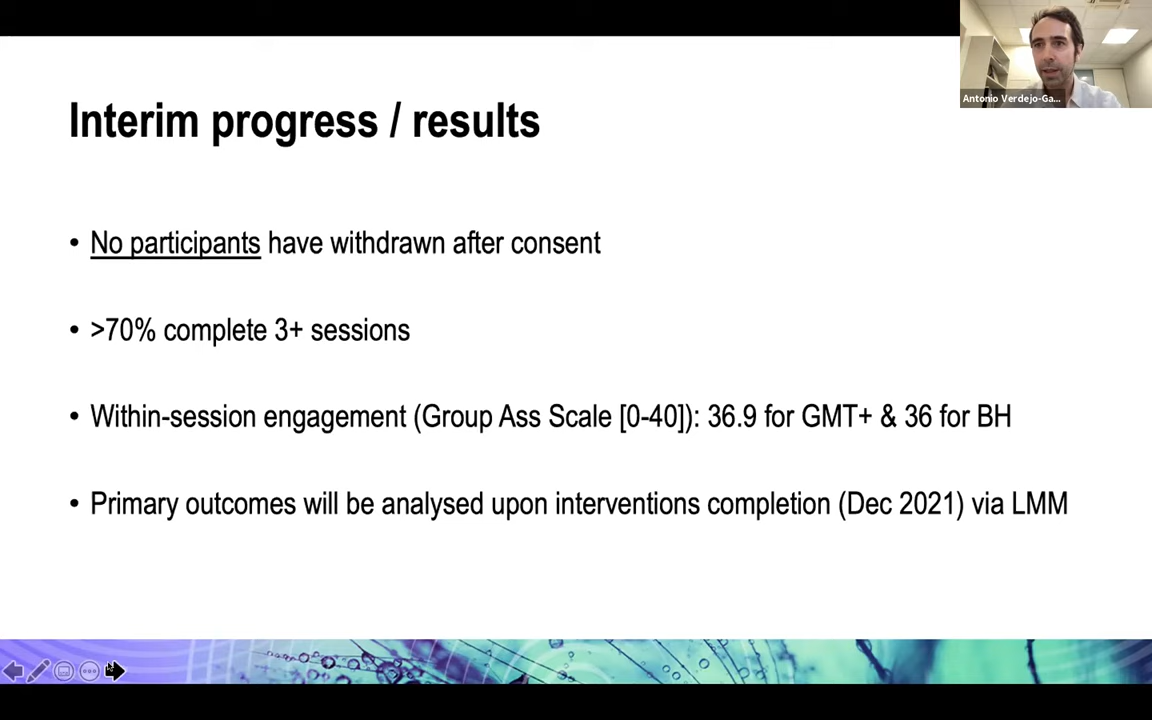 Interim progress / results
• No participants have withdrawn after consent
• >70% complete 3+ sessions
• Within-session engagement (Group Ass Scale [0-40]): 36.9 for GMT+ & 36 for BH
• Primary outcomes will be analysed upon interventions completion (Dec 2021) via LMM
Antonio Verdejo-Ga...